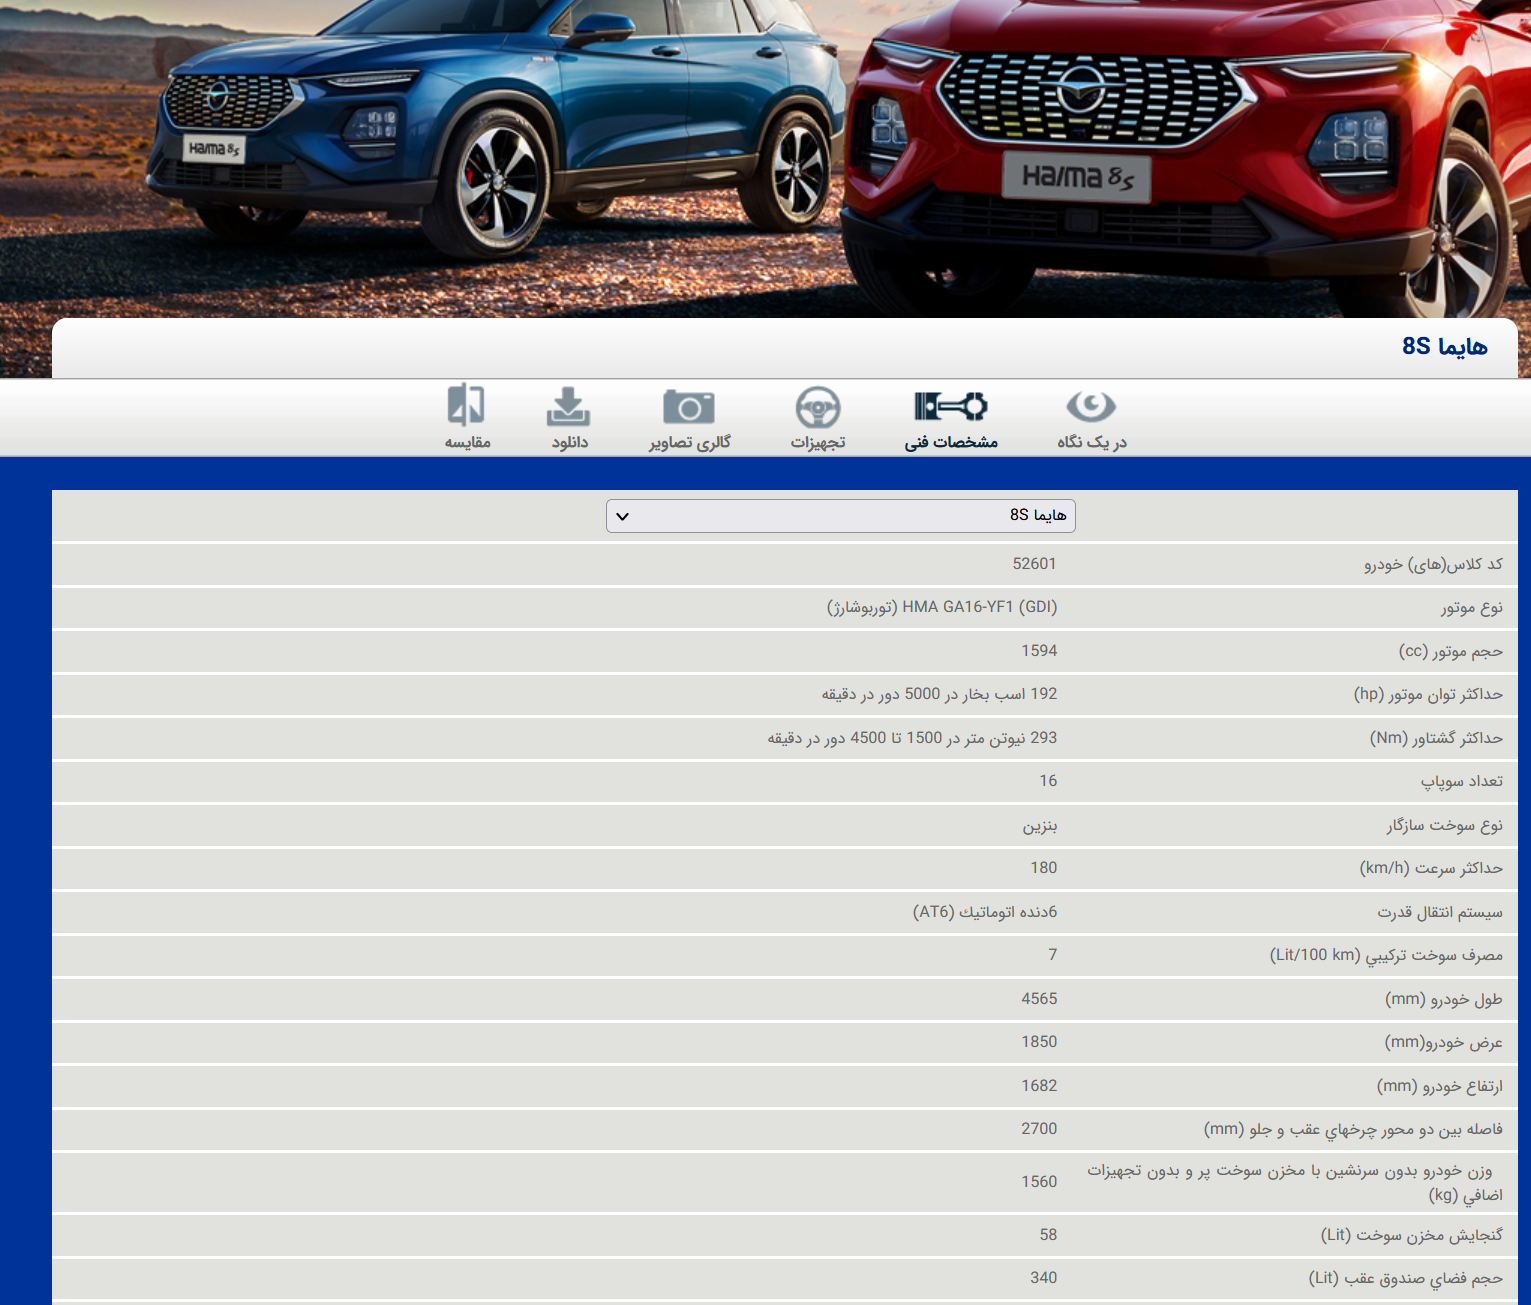 Haima 8S
Haima 8S
هایما 8S
در یک نگاه
مشخصات فنی
تجهیزات
گالری تصاویر
دانلود
مقایسه
هایما 8S
کد کلاس(های) خودرو 52601
نوع موتور HMA GA16-YF1 (GDI) (توربوشارژ)
حجم موتور (cc) 1594
حداکثر توان موتور (hp) 192 اسب بخار در 5000 دور در دقیقه
حداکثر گشتاور (Nm) 293 نیوتن متر در 1500 تا 4500 دور در دقیقه
تعداد سوپاپ 16
نوع سوخت سازگار بنزین
حداکثر سرعت (km/h) 180
سیستم انتقال قدرت 6دنده اتوماتيك (AT6)
مصرف سوخت ترکیبي (Lit/100 km) 7
طول خودرو (mm) 4565
عرض خودرو(mm) 1850
ارتفاع خودرو (mm) 1682
فاصله بین دو محور چرخهاي عقب و جلو (mm) 2700
وزن خودرو بدون سرنشین با مخزن سوخت پر و بدون تجهیزات
اضافي (kg) 1560
گنجایش مخزن سوخت (Lit) 58
حجم فضاي صندوق عقب (Lit) 340